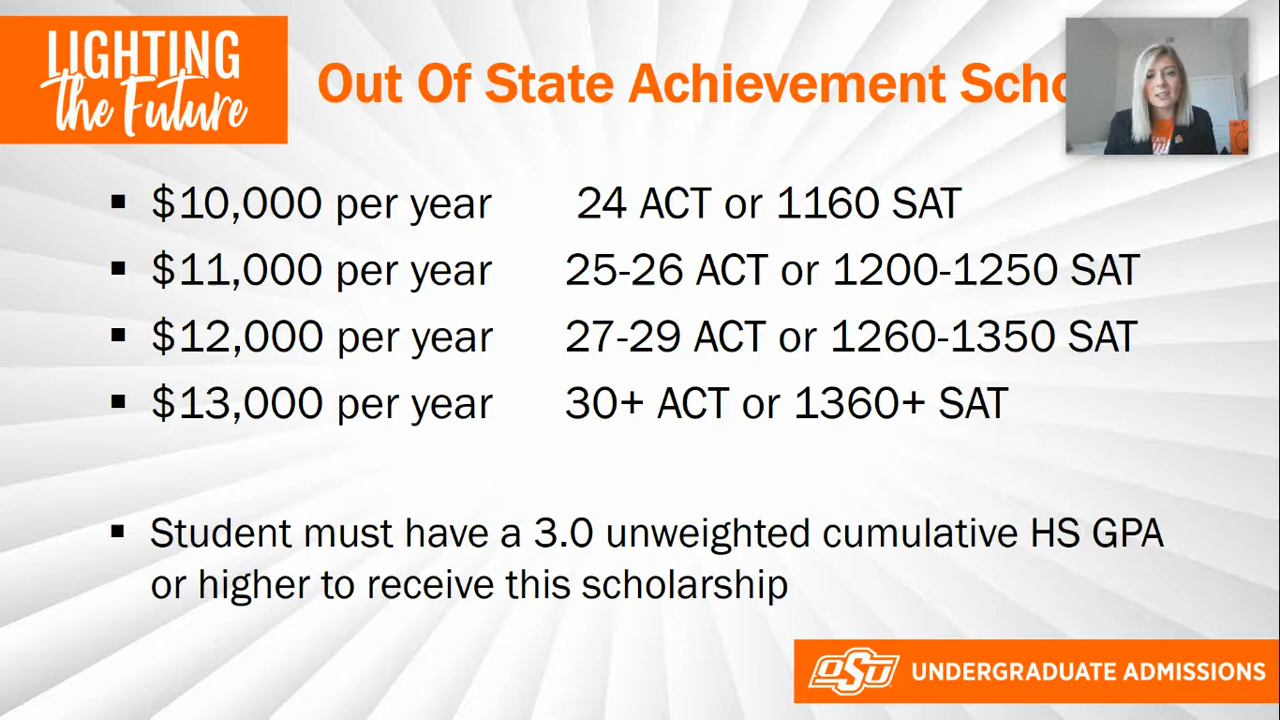 LIGHTING
the Future
Out Of State Achievement Scho
▪ $10,000 per year 24 ACT or 1160 SAT
▪ $11,000 per year 25-26 ACT or 1200-1250 SAT
▪ $12,000 per year 27-29 ACT or 1260-1350 SAT
▪ $13,000 per year 30+ ACT or 1360+ SAT
▪ Student must have a 3.0 unweighted cumulative HS GPA
or higher to receive this scholarship
OSU UNDERGRADUATE ADMISSIONS